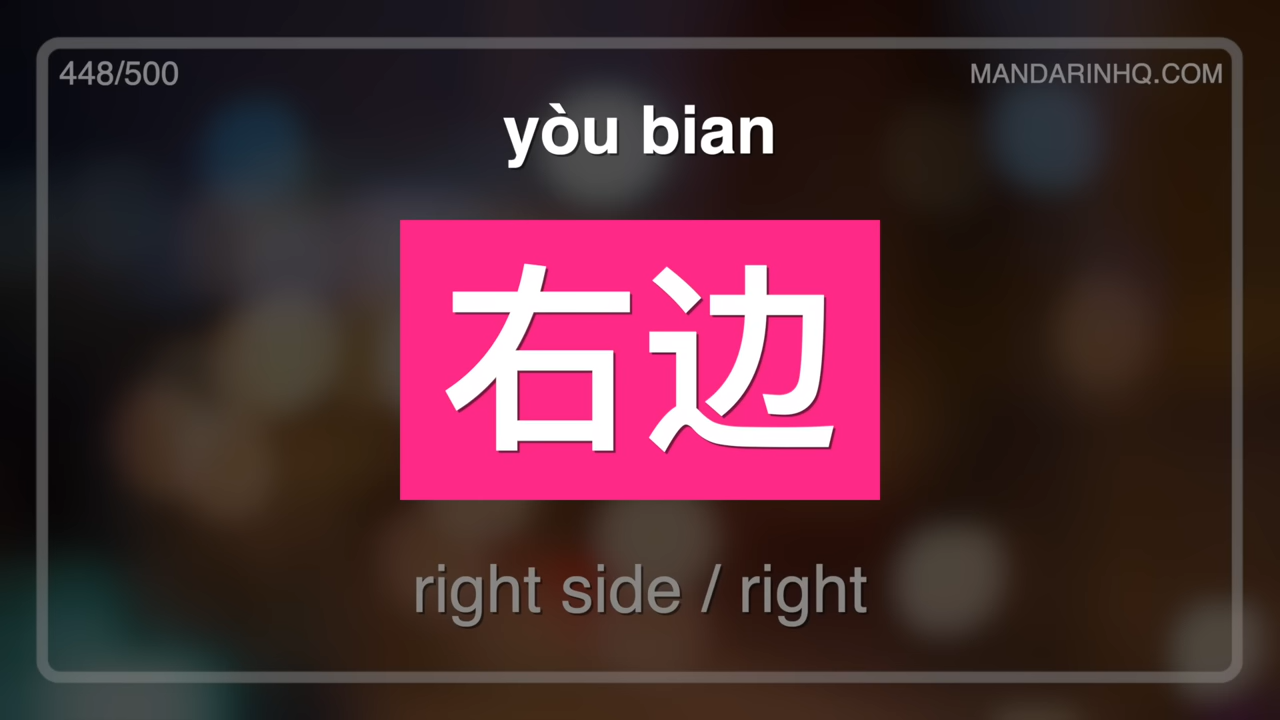 448/500
MANDARINHQ.COM
yòu bian
右边
right side / right